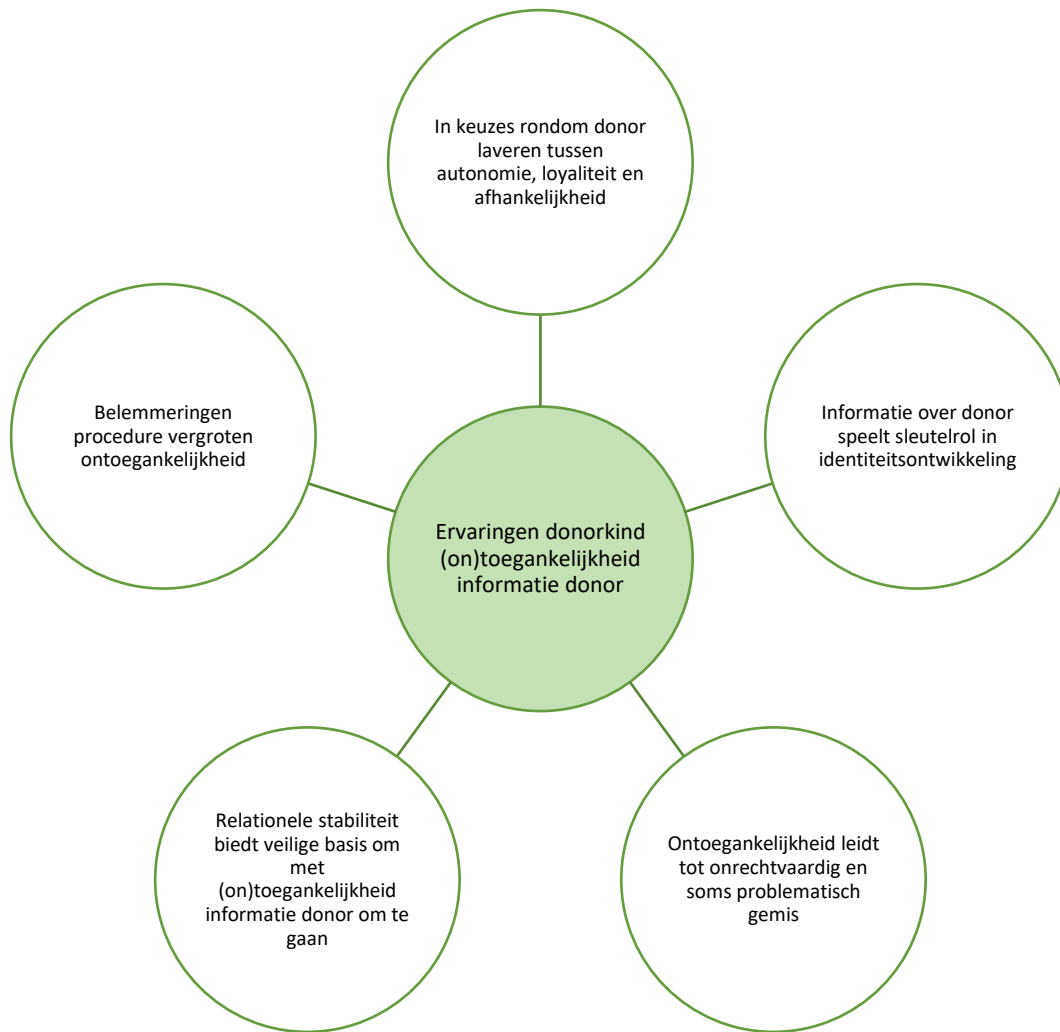 In keuzes rondom donor
laveren tussen
autonomie, loyaliteit en
afhankelijkheid
Informatie over donor
speelt sleutelrol in
identiteitsontwikkeling
Ontoegankelijkheid leidt
tot onrechtvaardig en
soms problematisch
gemis
Relationele stabiliteit
biedt veilige basis om
met
(on)toegankelijkheid
informatie donor om te
gaan
Belemmeringen
procedure vergroten
ontoegankelijkheid
Ervaringen donorkind
(on)toegankelijkheid
informatie donor